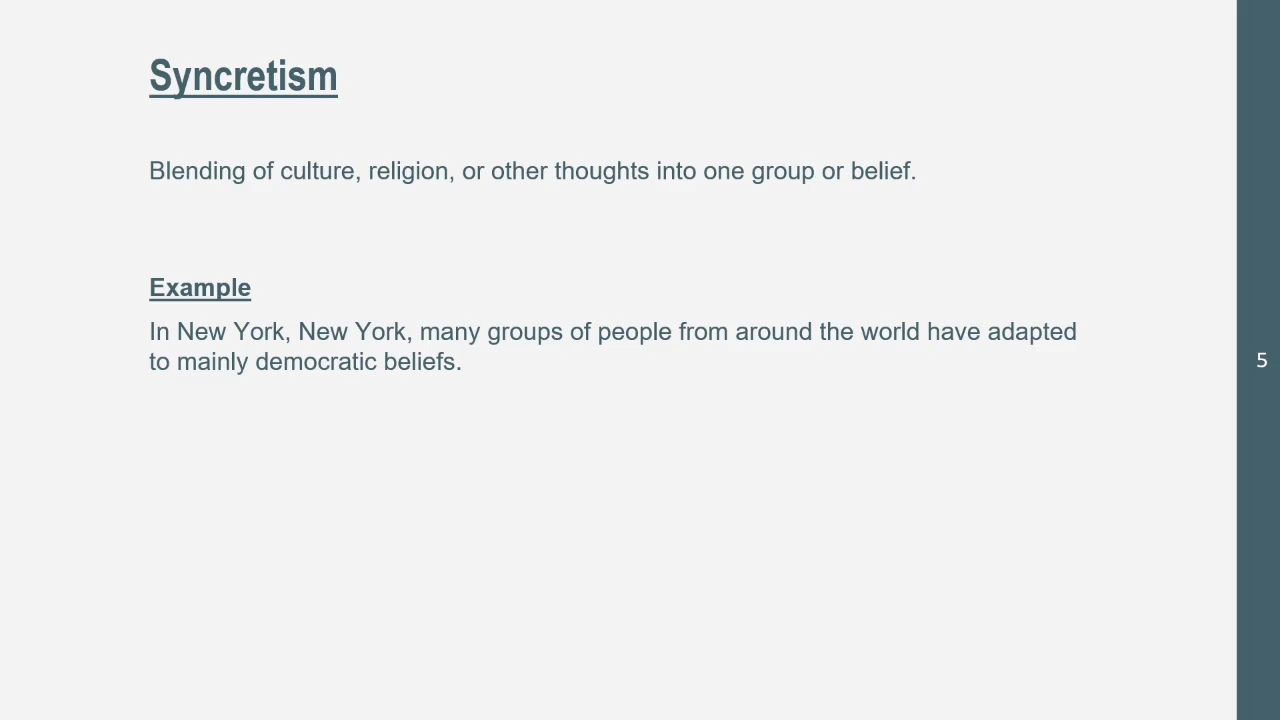 Syncretism
Blending of culture, religion, or other thoughts into one group or belief.
Example
In New York, New York, many groups of people from around the world have adapted
to mainly democratic beliefs.
5